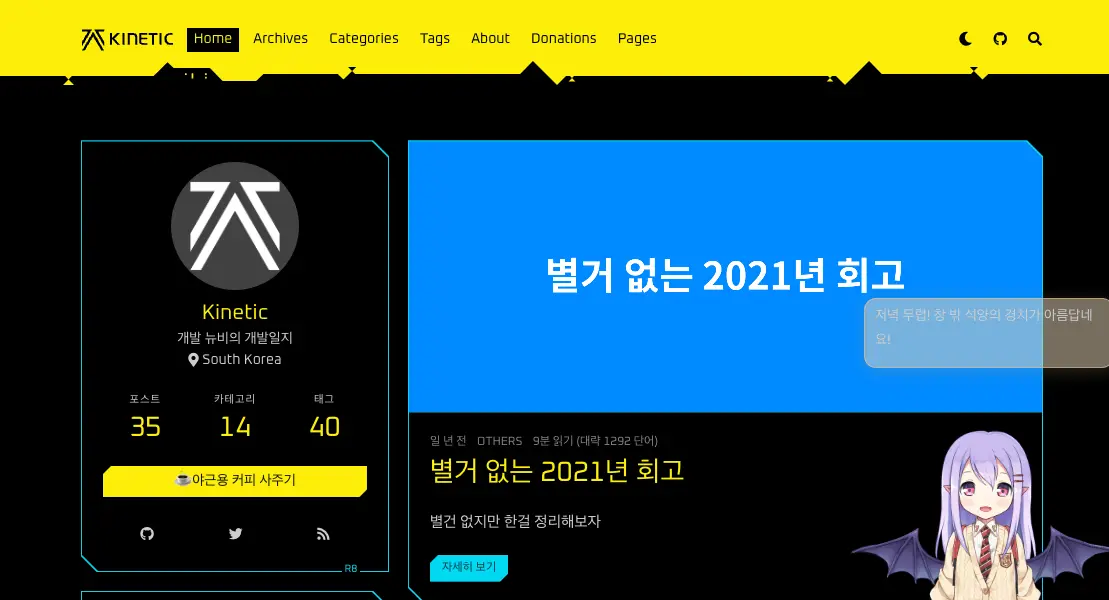 KINETIC
Home Archives Categories Tags About Donations Pages
Kinetic
개발 뉴비의 개발일지
South Korea
포스트 카테고리 태그
35 14 40
☕야근용 커피 사주기
R8
별거 없는 2021년 회고
저녁 무렵! 창 밖 석양의 경치가 아름답네
요!
일 년 전 OTHERS 9분 읽기 (대략 1292 단어)
별거 없는 2021년 회고
별건 없지만 한걸 정리해보자
자세히 보기